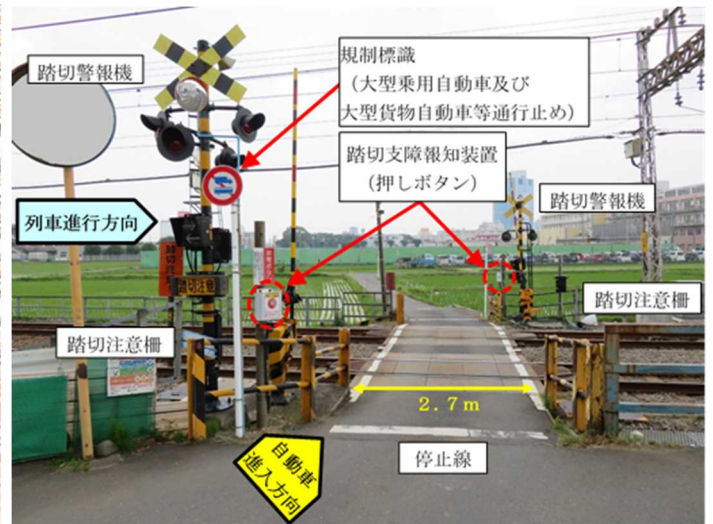 踏切警報機
規制標識
（大型乗用自動車及び
大型貨物自動車等通行止め）
踏切支障報知装置
（押しボタン）
踏切警報機
列車進行方向
踏切注意
踏切注意柵
踏切注意柵
2.7m
自動車
進入方向
停止線